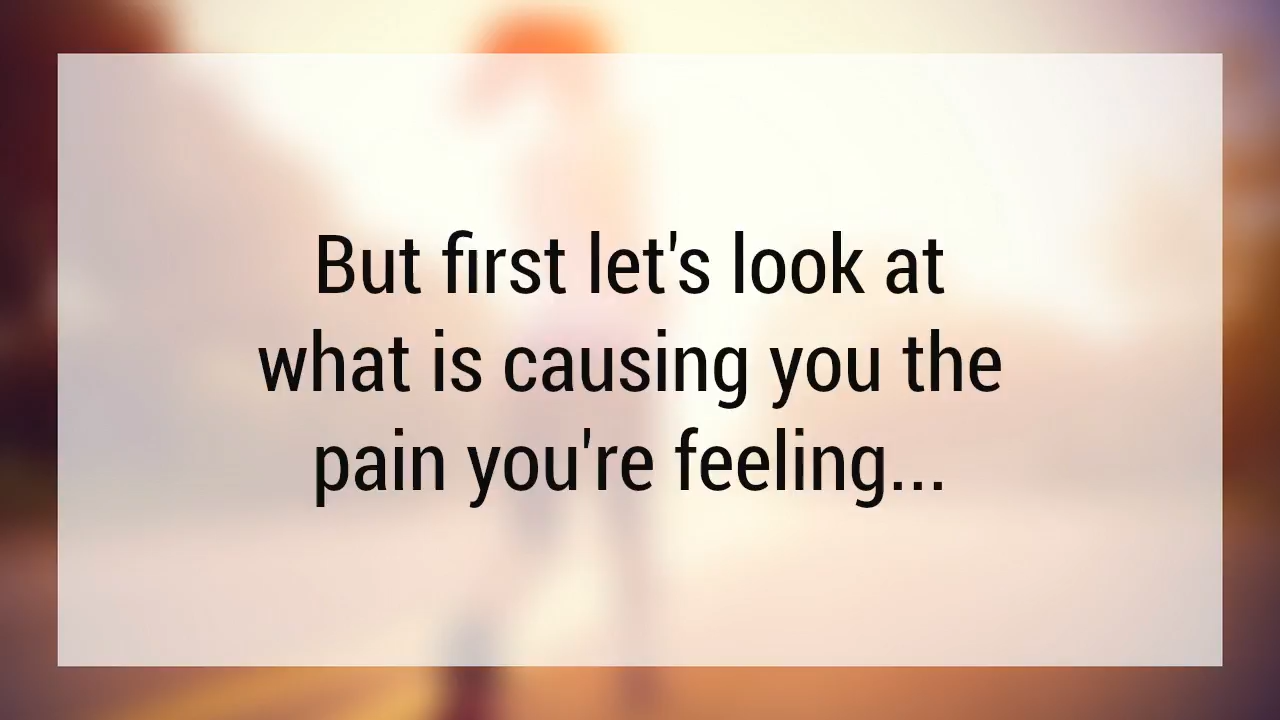 But first let's look at
what is causing you the
pain you're feeling...